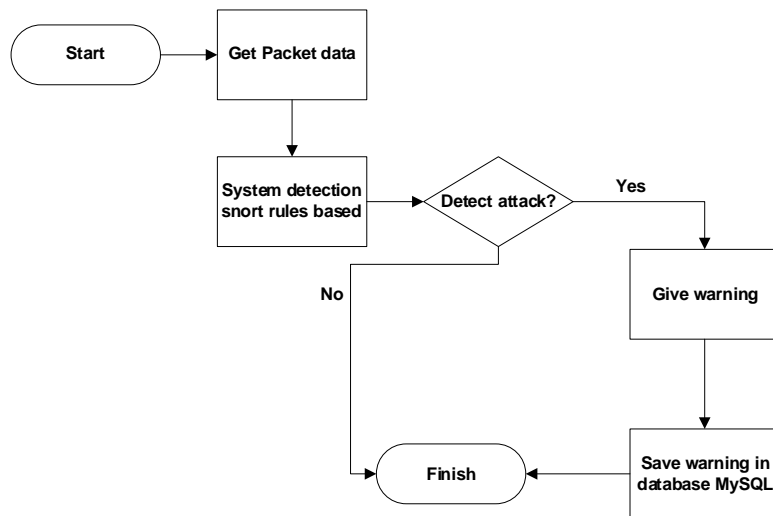 Start
Get Packet data
System detection
snort rules based
Detect attack?
Yes
No
Give warning
Save warning in
database MySQL
Finish